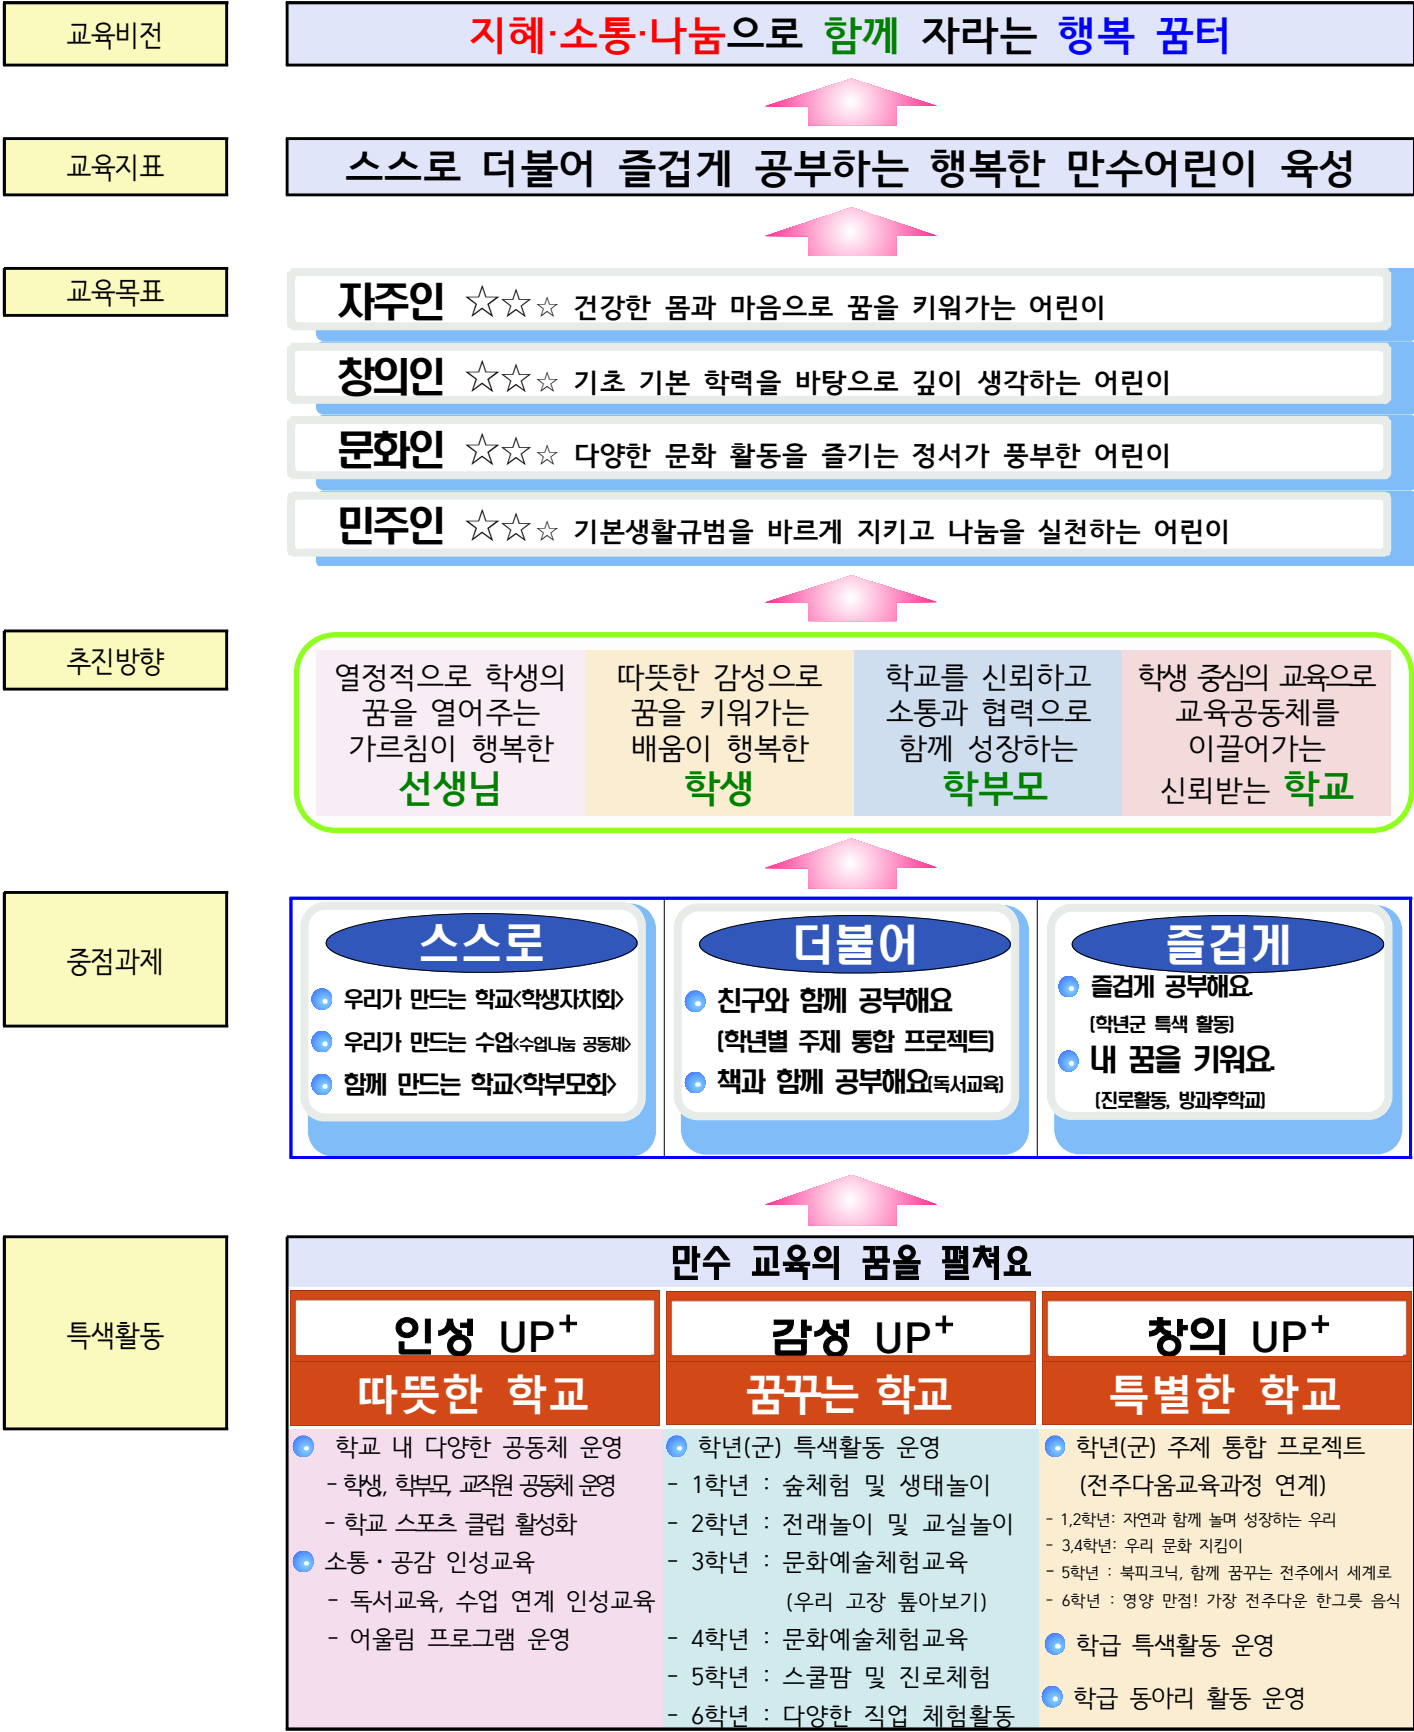 교육비전
지혜·소통·나눔으로 함께 자라는 행복 꿈터
교육지표
스스로 더불어 즐겁게 공부하는 행복한 만수어린이 육성
교육목표
자주인 ☆☆☆ 건강한 몸과 마음으로 꿈을 키워가는 어린이
창의인 ☆☆☆ 기초 기본 학력을 바탕으로 깊이 생각하는 어린이
문화인 ☆☆☆ 다양한 문화 활동을 즐기는 정서가 풍부한 어린이
민주인 ☆☆☆ 기본생활규범을 바르게 지키고 나눔을 실천하는 어린이
추진방향
열정적으로 학생의
꿈을 열어주는
가르침이 행복한
선생님
따뜻한 감성으로
꿈을 키워가는
배움이 행복한
학생
학교를 신뢰하고
소통과 협력으로
함께 성장하는
학부모
학생 중심의 교육으로
교육공동체를
이끌어가는
신뢰받는 학교
중점과제
스스로
우리가 만드는 학교<학생자치회>
우리가 만드는 수업<수업나눔 공동체>
함께 만드는 학교<학부모회>
더불어
친구와 함께 공부해요
(학년별 주제 통합 프로젝트)
책과 함께 공부해요(독서교육)
즐겁게
즐겁게 공부해요.
(학년군 특색 활동)
내 꿈을 키워요.
(진로활동, 방과후학교)
특색활동
만수 교육의 꿈을 펼쳐요
인성 UP+
따뜻한 학교
학교 내 다양한 공동체 운영
- 학생, 학부모, 교직원 공동체 운영
- 학교 스포츠 클럽 활성화
소통·공감 인성교육
- 독서교육, 수업 연계 인성교육
- 어울림 프로그램 운영
감성 UP+
꿈꾸는 학교
학년(군) 특색활동 운영
- 1학년 : 숲체험 및 생태놀이
- 2학년 : 전래놀이 및 교실놀이
- 3학년 : 문화예술체험교육
(우리 고장 톺아보기)
- 4학년 : 문화예술체험교육
- 5학년 : 스쿨팜 및 진로체험
- 6학년 : 다양한 직업 체험활동
창의 UP+
특별한 학교
학년(군) 주제 통합 프로젝트
(전주다움교육과정 연계)
- 1,2학년: 자연과 함께 놀며 성장하는 우리
- 3,4학년: 우리 문화 지킴이
- 5학년 : 북피크닉, 함께 꿈꾸는 전주에서 세계로
- 6학년 : 영양 만점! 가장 전주다운 한그릇 음식
학급 특색활동 운영
학급 동아리 활동 운영